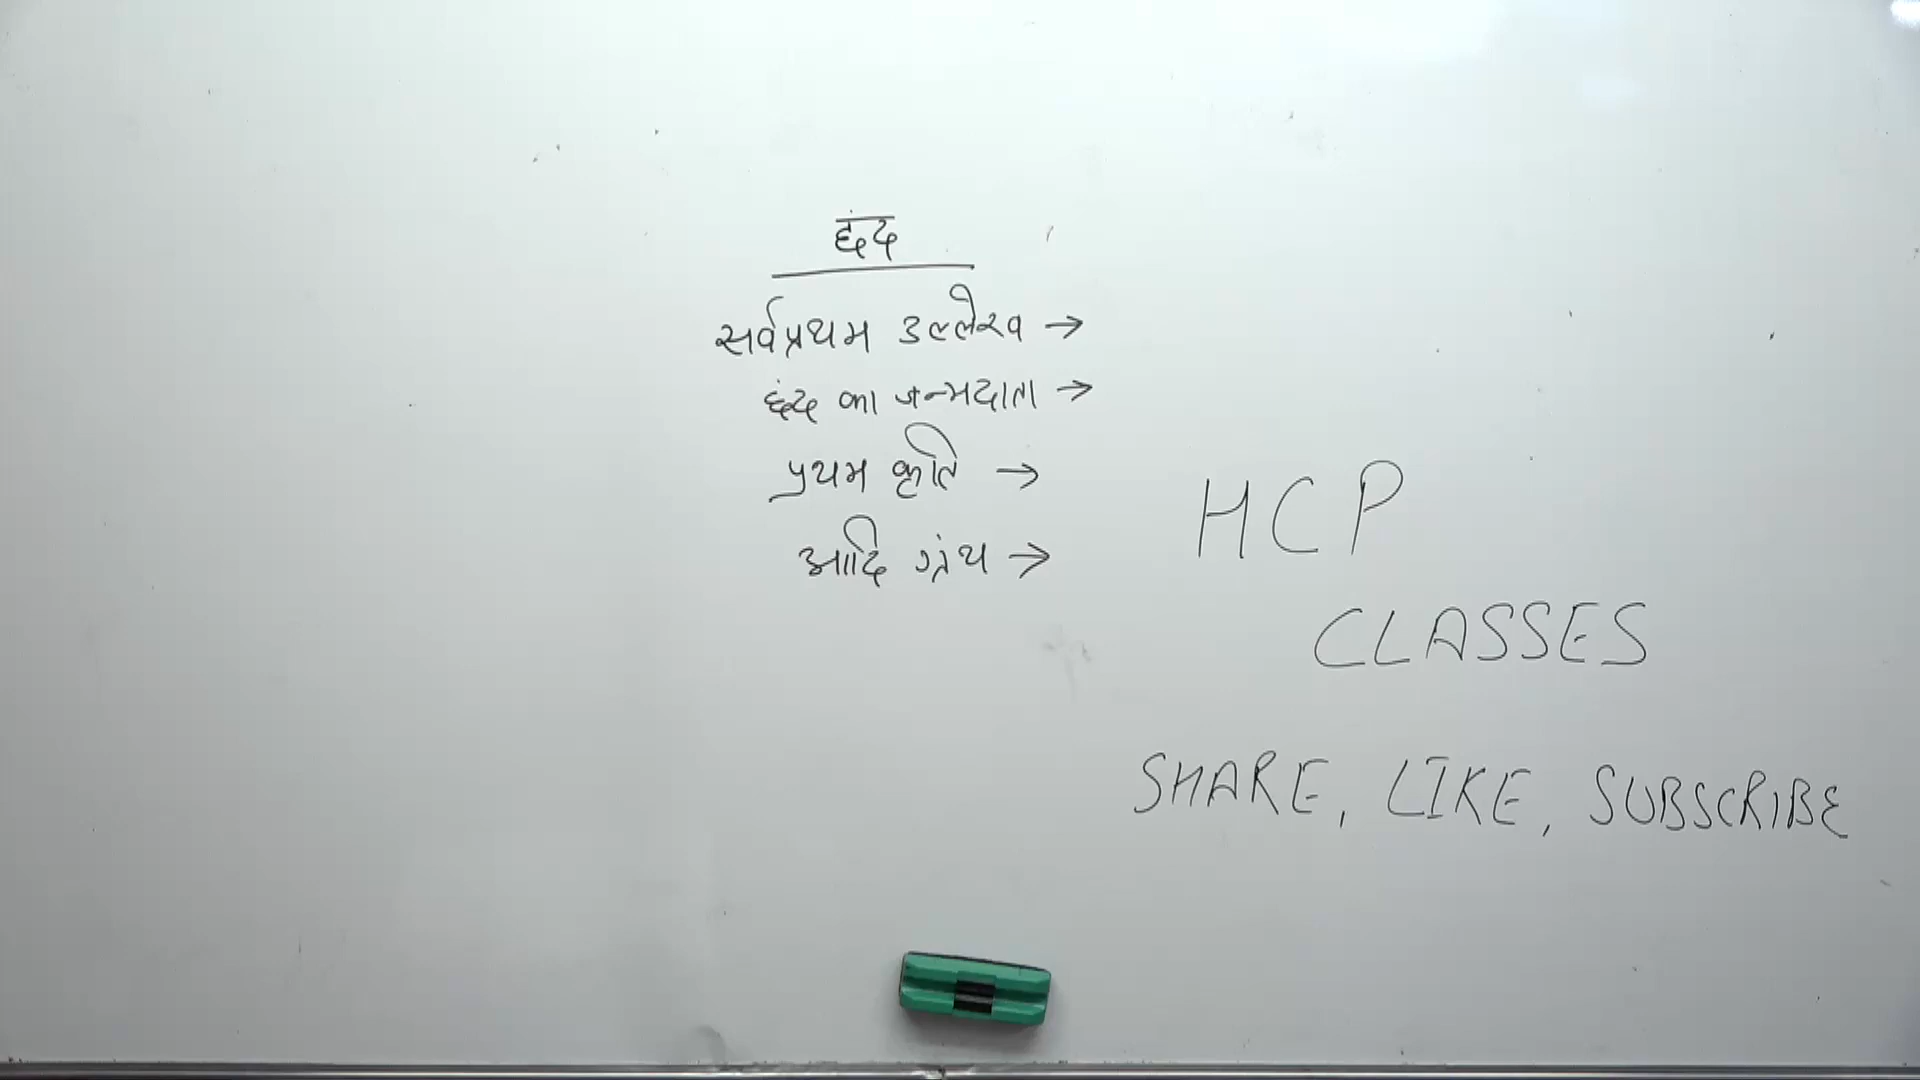 छंद
सर्वप्रथम उल्लेख →
छंद का जन्मदाता →
प्रथम कृति →
आदि ग्रंथ →
HCP
CLASSES
SHARE, LIKE, SUBSCRIBE